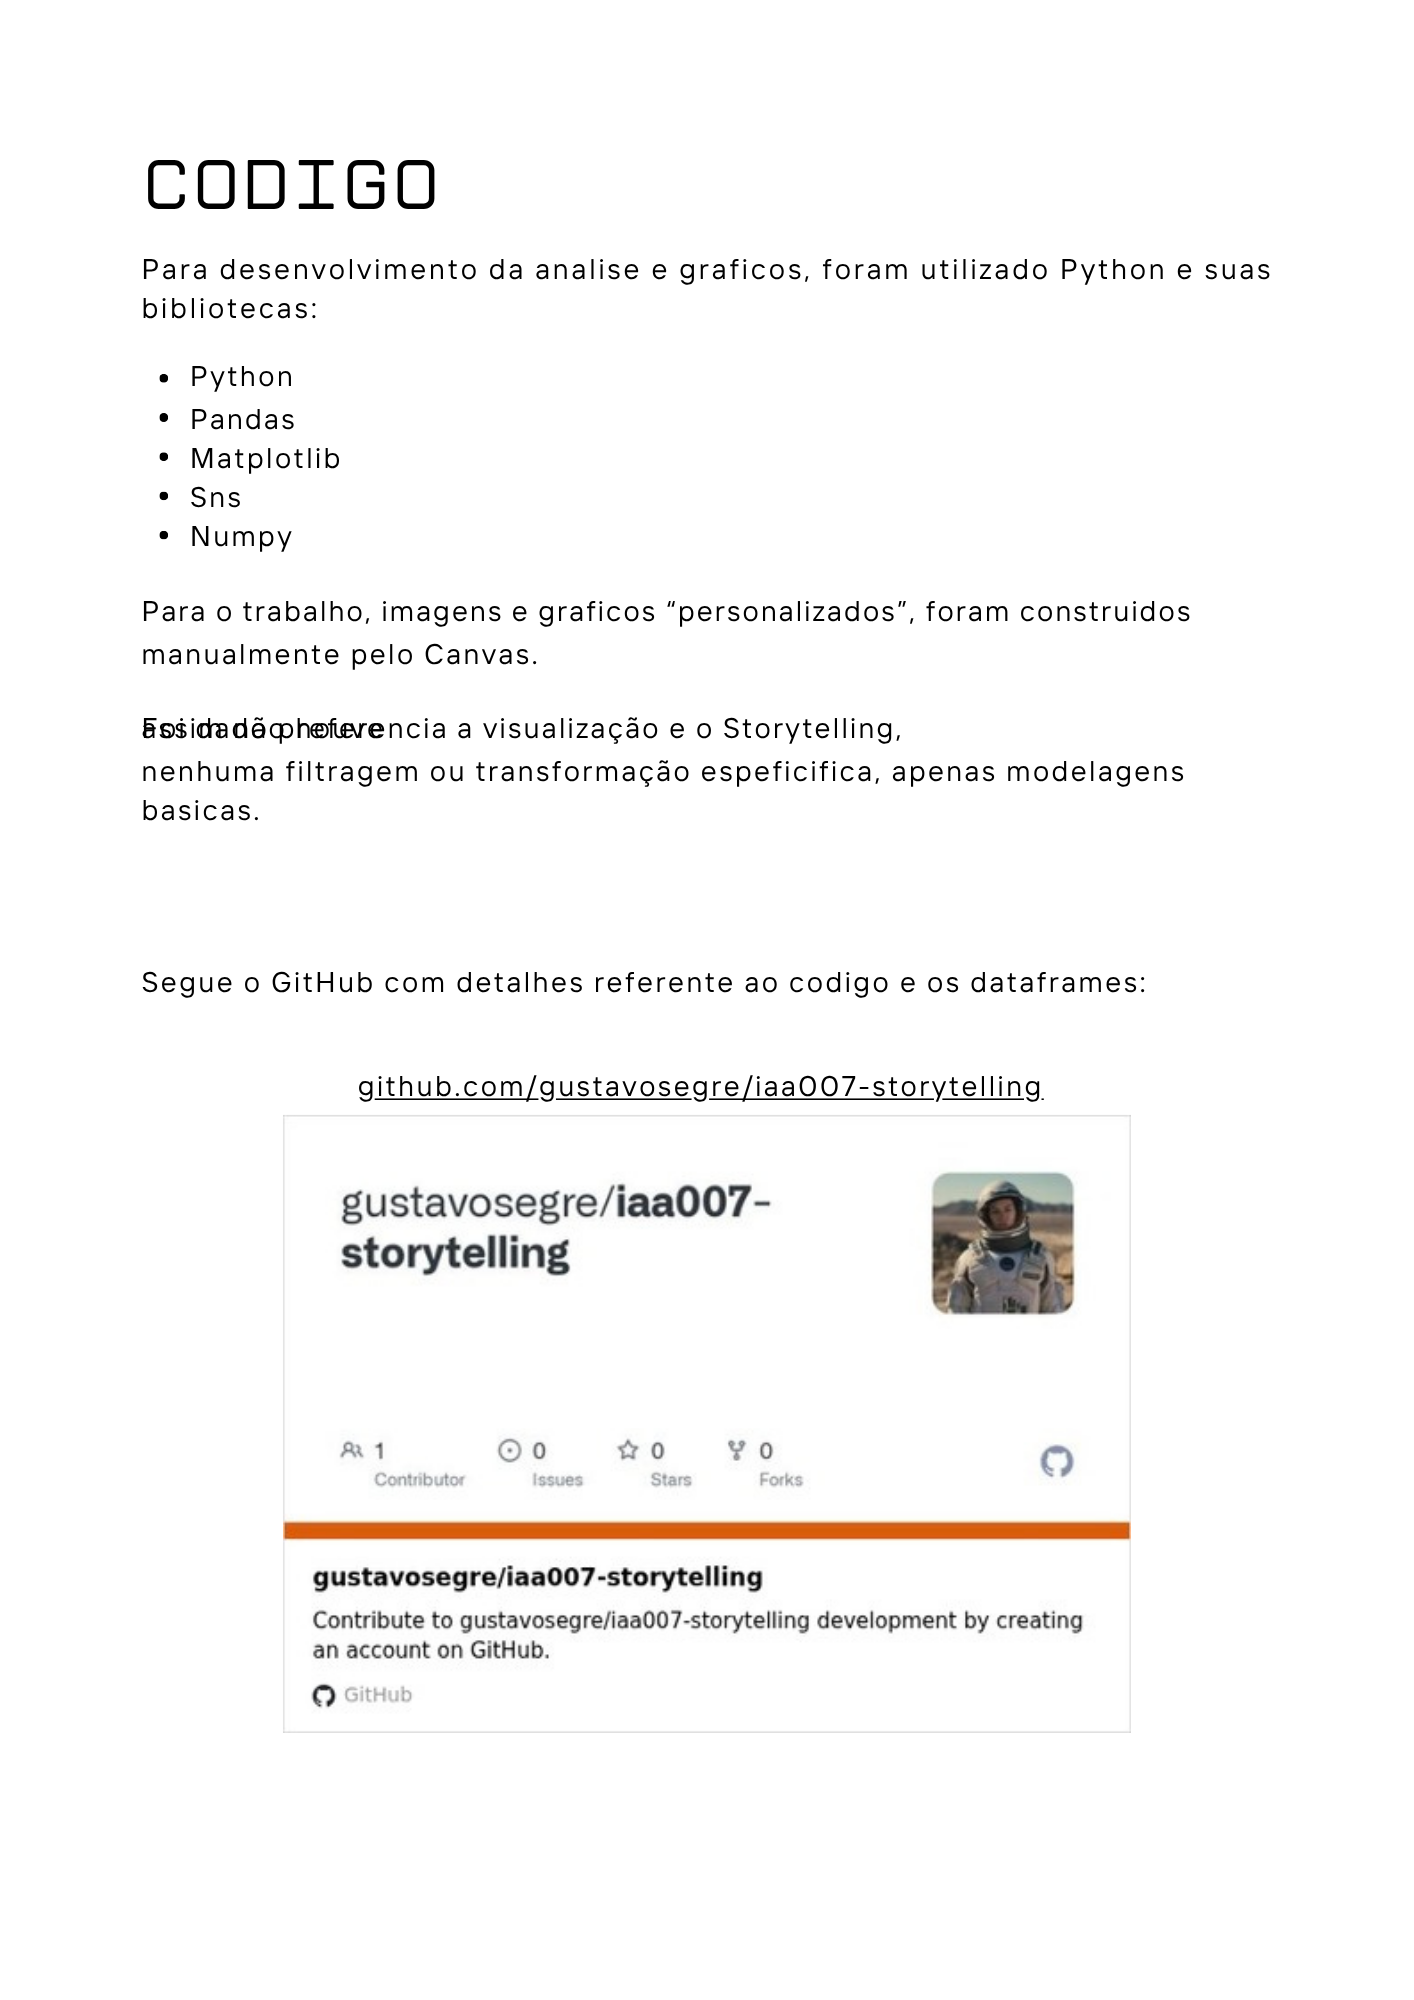 CODIGO
Para desenvolvimento da analise e graficos, foram utilizado Python e suas
bibliotecas:
• Python
• Pandas
• Matplotlib
• Sns
• Numpy
Para o trabalho, imagens e graficos “personalizados”, foram construidos
manualmente pelo Canvas.
Foi dado preferencia a visualização e o Storytelling,
assim não houve
nenhuma filtragem ou transformação espeficifica, apenas modelagens
basicas.
Segue o GitHub com detalhes referente ao codigo e os dataframes:
github.com/gustavosegre/iaa007-storytelling
gustavosegre/iaa007-
storytelling
1 0 0 0
Contributor Issues Stars Forks
gustavosegre/iaa007-storytelling
Contribute to gustavosegre/iaa007-storytelling development by creating
an account on GitHub.
GitHub